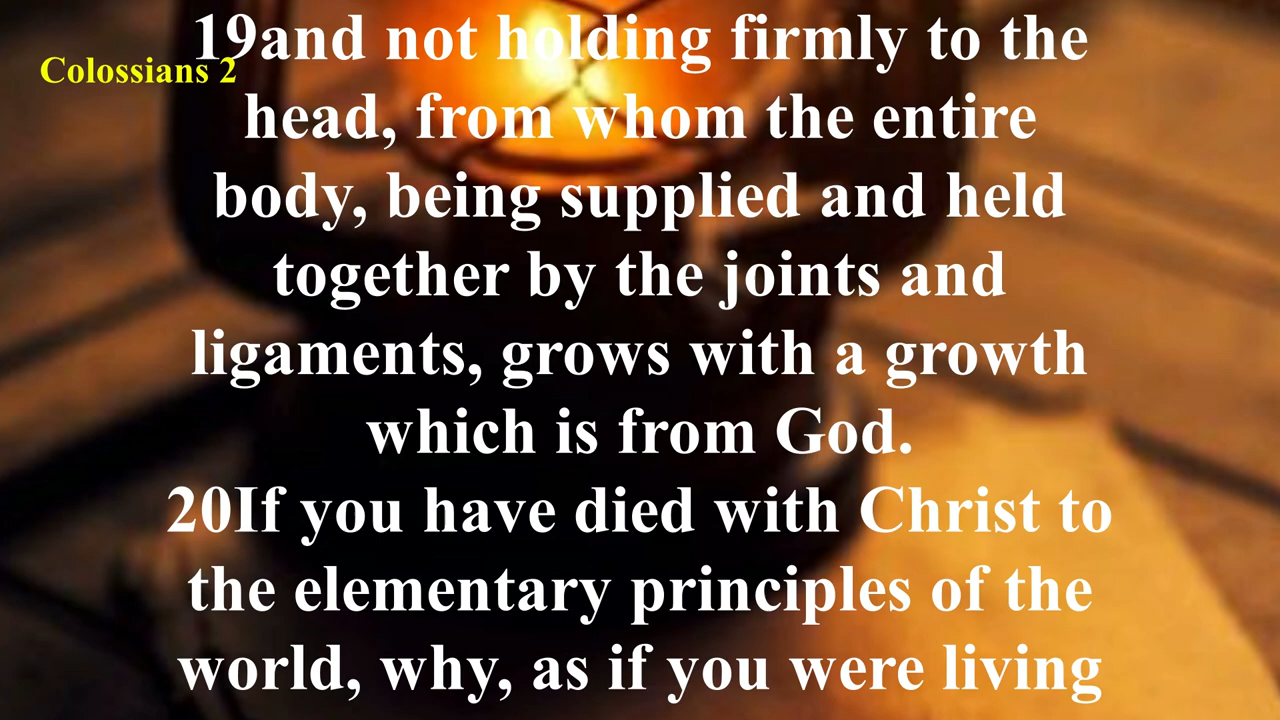 Colossians 2
19and not holding firmly to the
head, from whom the entire
body, being supplied and held
together by the joints and
ligaments, grows with a growth
which is from God.
20If you have died with Christ to
the elementary principles of the
world, why, as if you were living